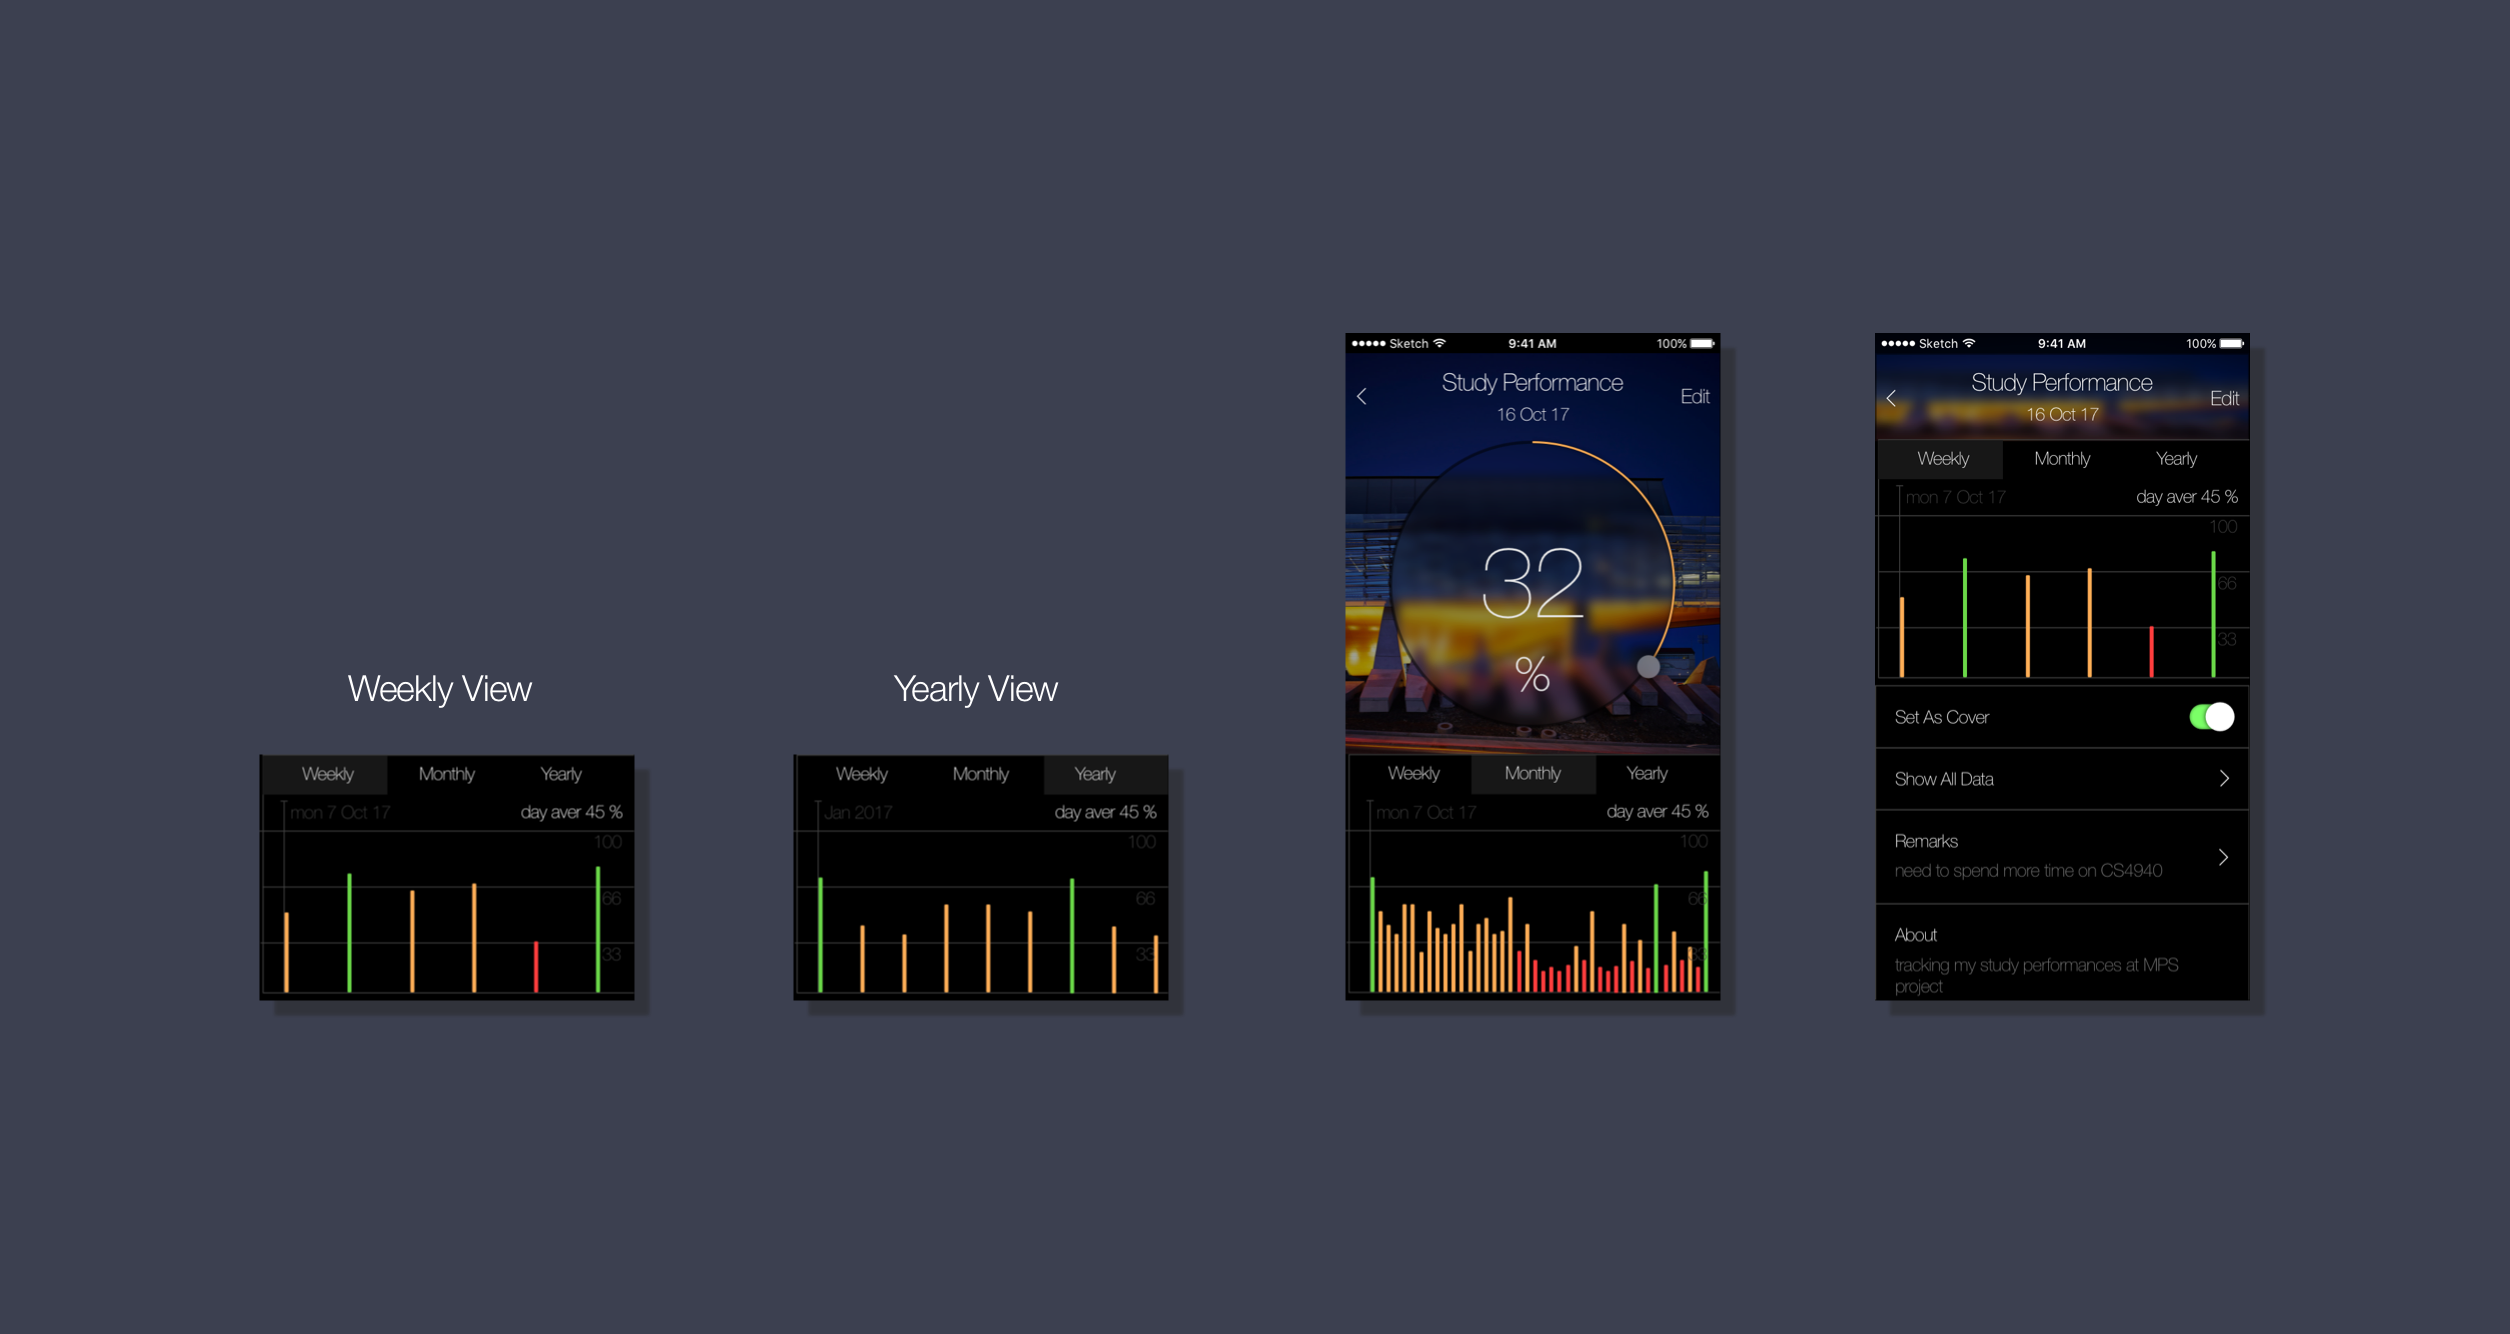 Weekly View
Weekly Monthly Yearly
mon 7 Oct 17 day aver 45 %
100
66
33
Yearly View
Weekly Monthly Yearly
Jan 2017 day aver 45 %
100
66
33
Sketch 9:41 AM 100%
Study Performance
Edit
16 Oct 17
32
%
Weekly Monthly Yearly
mon 7 Oct 17 day aver 45 %
100
66
33
Sketch 9:41 AM 100%
Study Performance
Edit
16 Oct 17
Weekly Monthly Yearly
mon 7 Oct 17 day aver 45 %
100
66
33
Set As Cover
Show All Data
Remarks
need to spend more time on CS4940
About
tracking my study performances at MPS
project